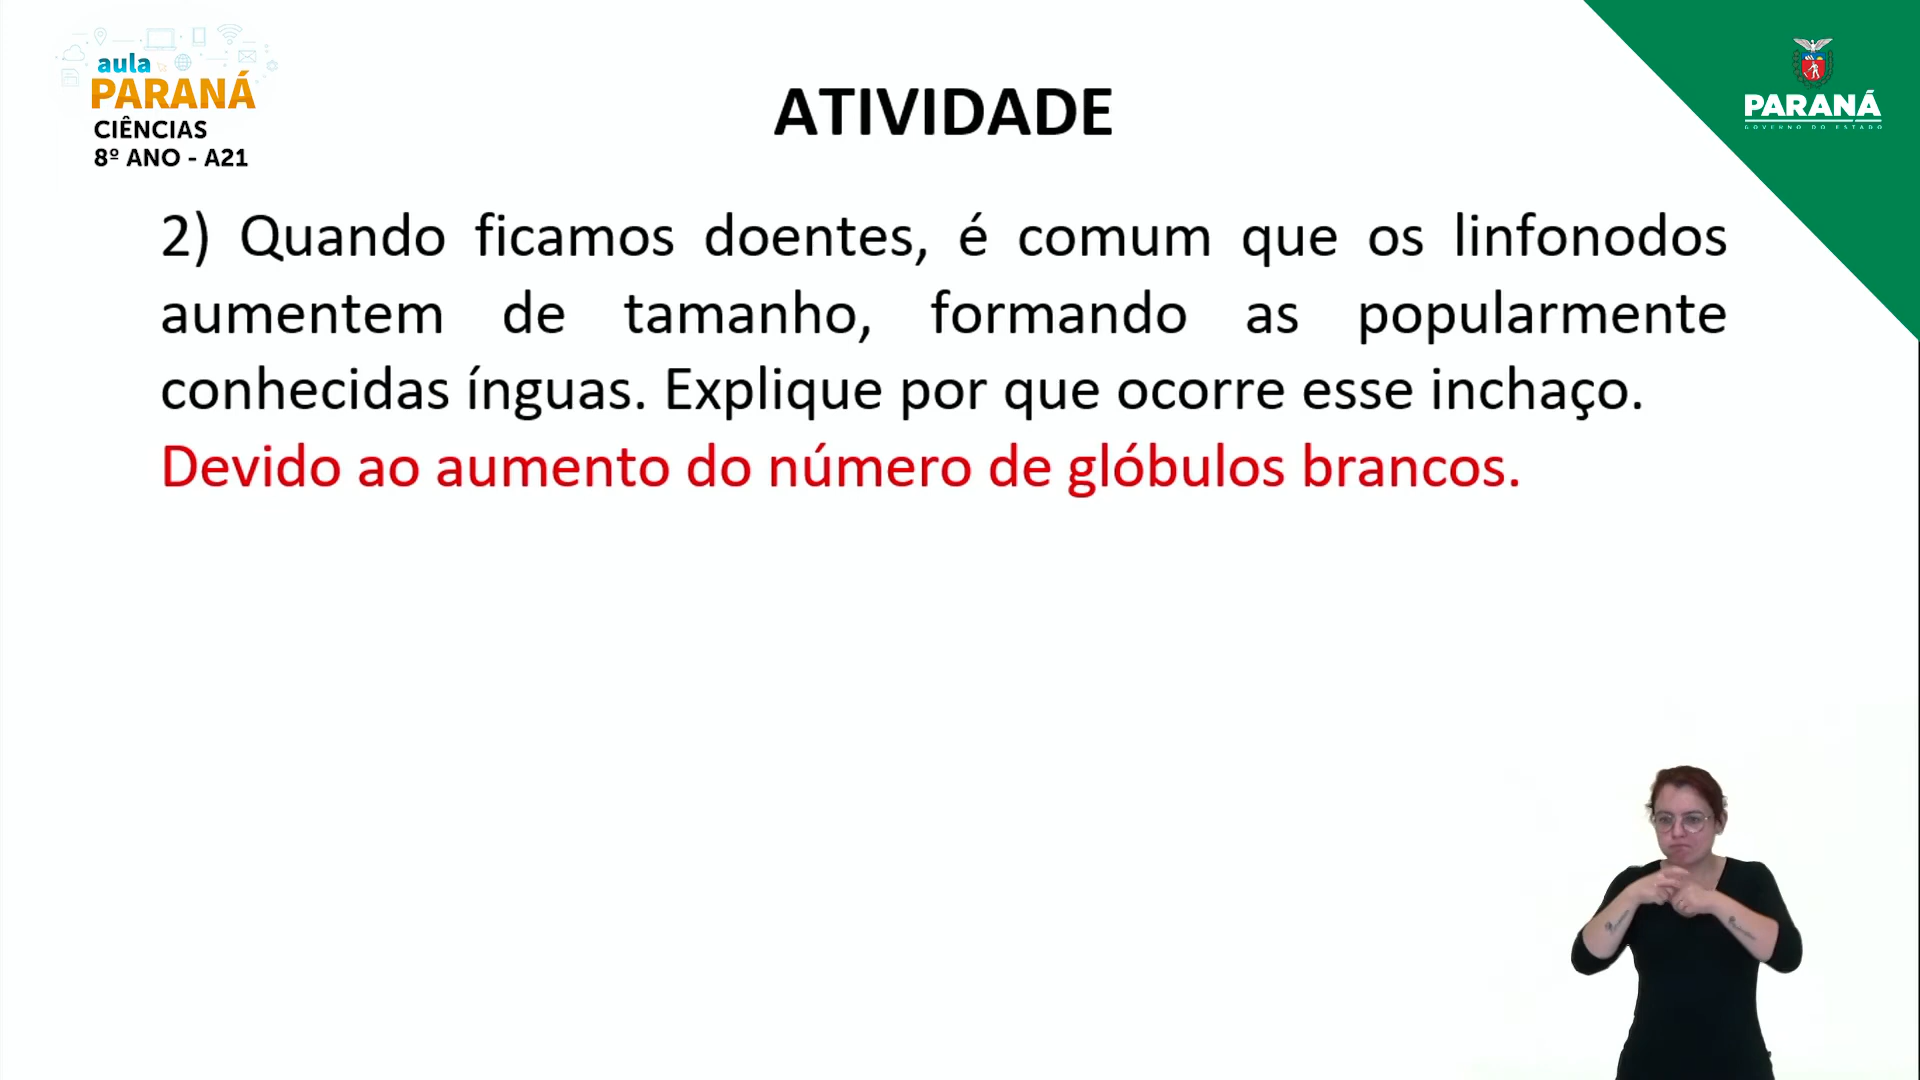 aula
PARANÁ
CIÊNCIAS
8º ANO - A21
ATIVIDADE
PARANÁ
GOVERNO DO ESTADO
2) Quando ficamos doentes, é comum que os linfonodos
aumentem de tamanho, formando as popularmente
conhecidas ínguas. Explique por que ocorre esse inchaço.
Devido ao aumento do número de glóbulos brancos.